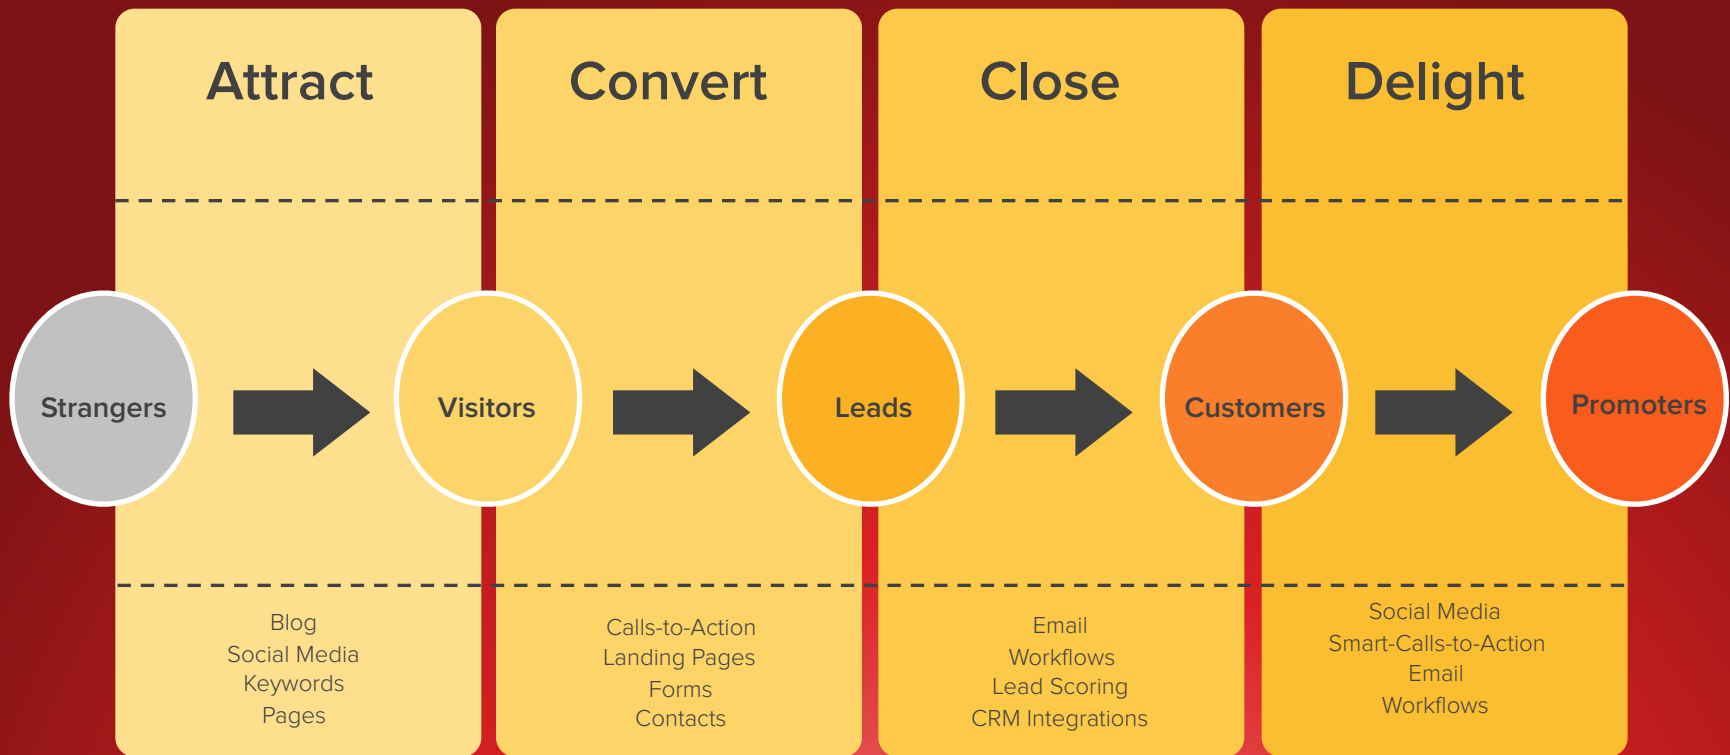 Attract
Convert
Close
Delight
Strangers
Visitors
Leads
Customers
Promoters
Blog
Social Media
Keywords
Pages
Calls-to-Action
Landing Pages
Forms
Contacts
Email
Workflows
Lead Scoring
CRM Integrations
Social Media
Smart-Calls-to-Action
Email
Workflows